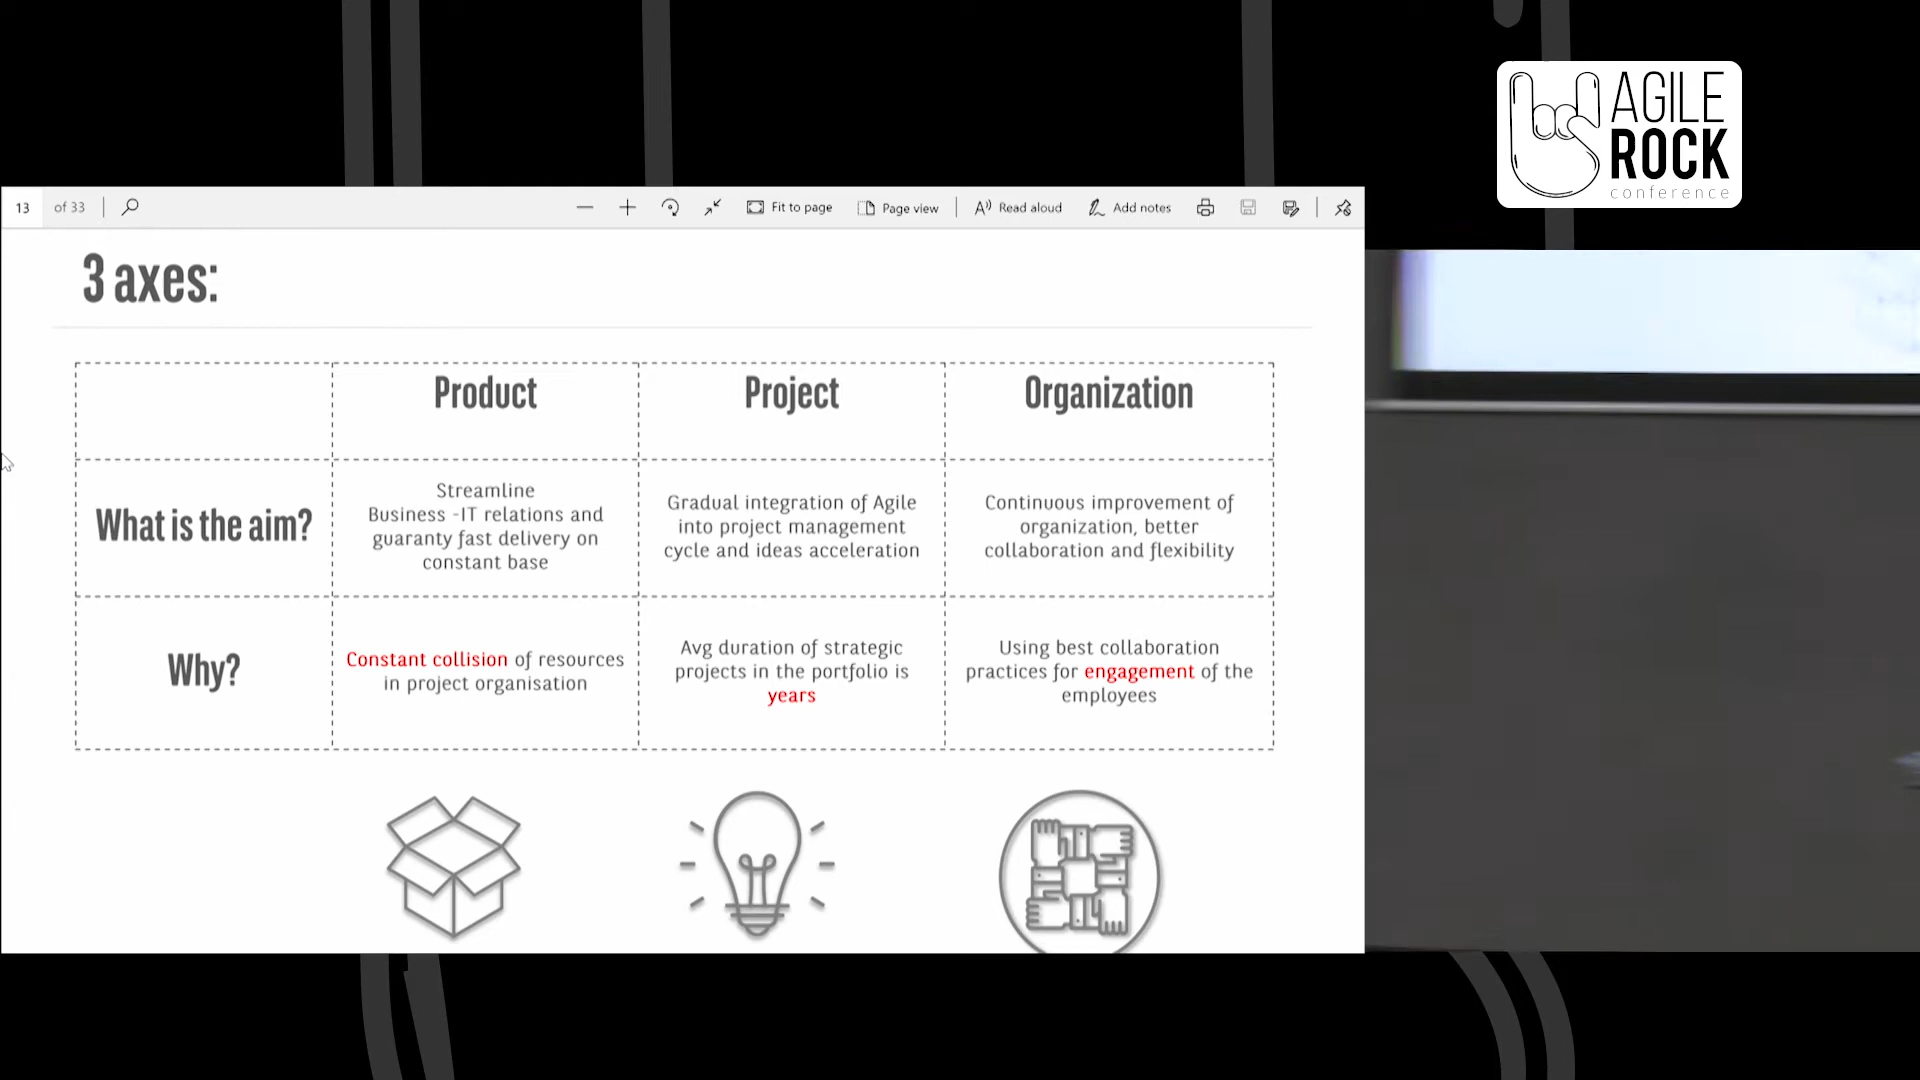 AGILE
ROCK
conference
13 of 33 Fit to page Page view Read aloud Add notes
3 axes:
Product Project Organization
What is the aim?
Streamline
Business -IT relations and
guaranty fast delivery on
constant base
Gradual integration of Agile
into project management
cycle and ideas acceleration
Continuous improvement of
organization, better
collaboration and flexibility
Why?
Constant collision of resources
in project organisation
Avg duration of strategic
projects in the portfolio is
years
Using best collaboration
practices for engagement of the
employees